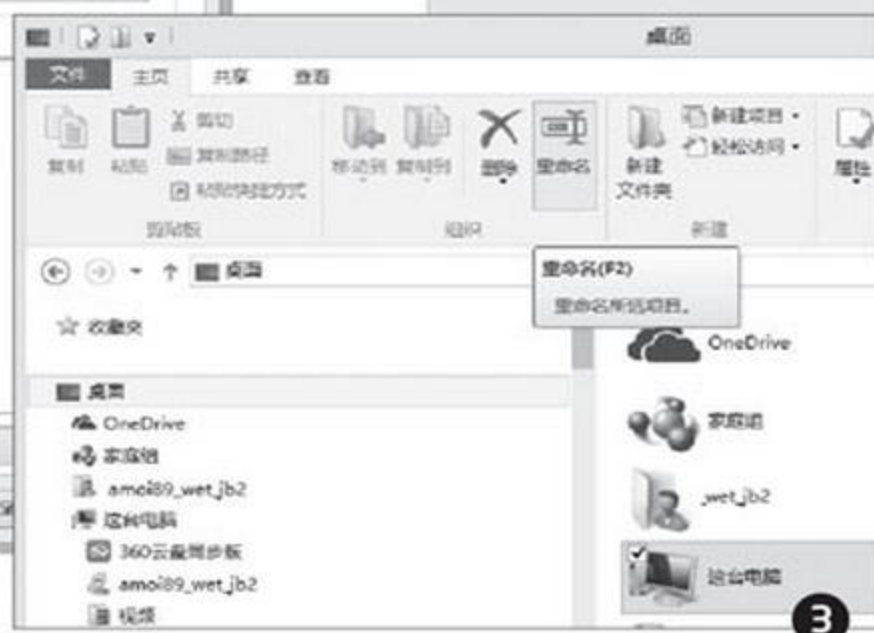 桌面
文件 主页 共享 查看
复制 粘贴 剪切
复制路径
粘贴快捷方式
移动到 复制到 删除 重命名
新建文件夹
新建项目
轻松访问
属性
剪贴板 组织 新建
桌面
重命名(F2)
重命名所选项目。
收藏夹
桌面
OneDrive
家庭组
amoi89_wet_jb2
这台电脑
360云盘同步版
amoi89_wet_jb2
视频
OneDrive
家庭组
_wet_jb2
这台电脑
3